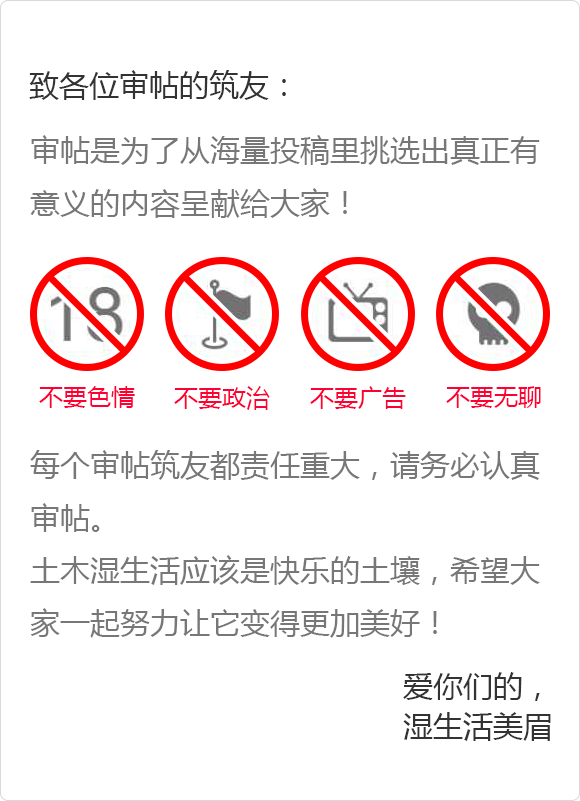 致各位审帖的筑友：
审帖是为了从海量投稿里挑选出真正有
意义的内容呈献给大家！
18
不要色情 不要政治 不要广告 不要无聊
每个审帖筑友都责任重大，请务必认真
审帖。
土木湿生活应该是快乐的土壤，希望大
家一起努力让它变得更加美好！
爱你们的，
湿生活美眉